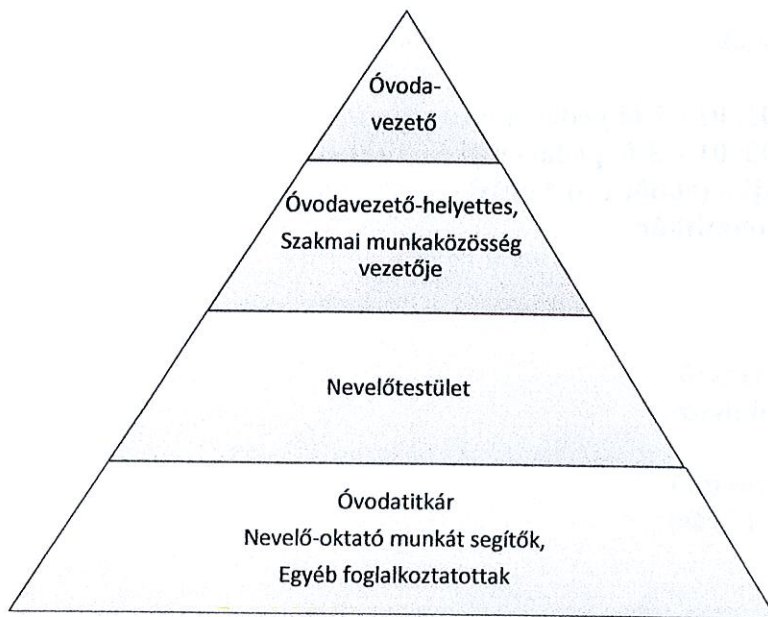 Óvoda-
vezető
Óvodavezető-helyettes,
Szakmai munkaközösség
vezetője
Nevelőtestület
Óvodatitkár
Nevelő-oktató munkát segítők,
Egyéb foglalkoztatottak